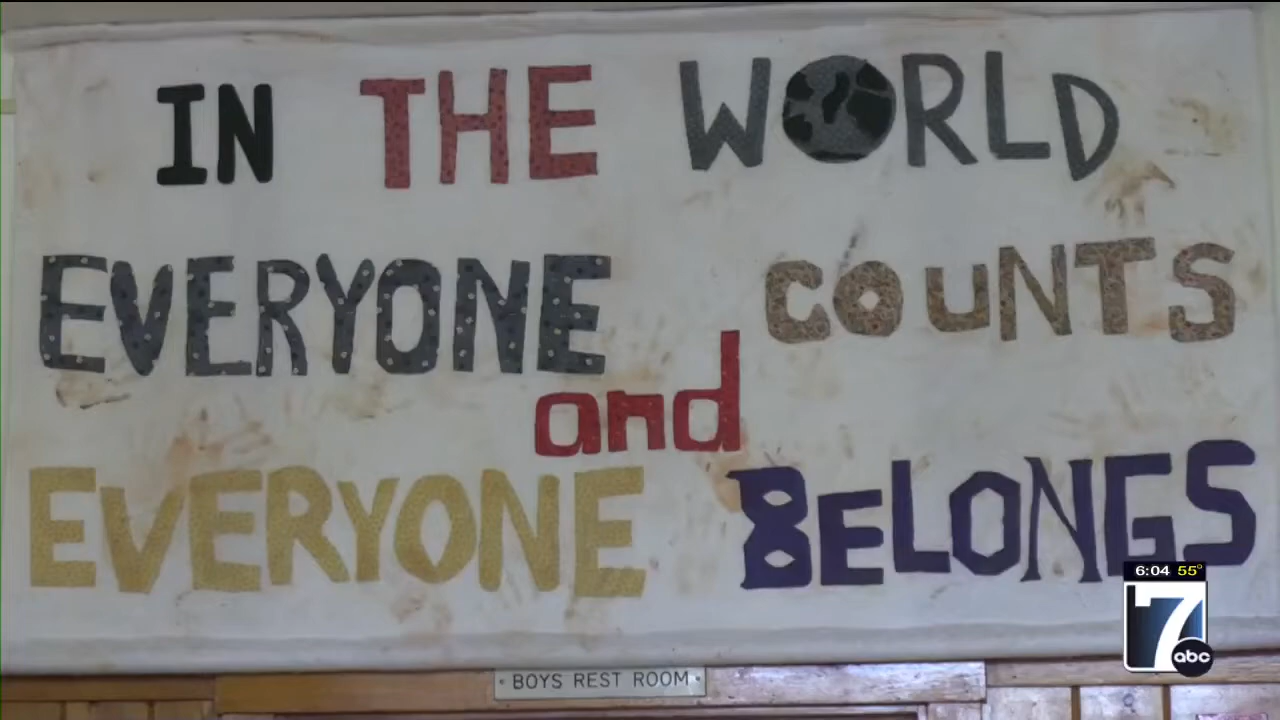 IN THE WORLD
EVERYONE COUNTS
and
EVERYONE BELONGS
6:04 55°
7
abc
BOYS REST ROOM